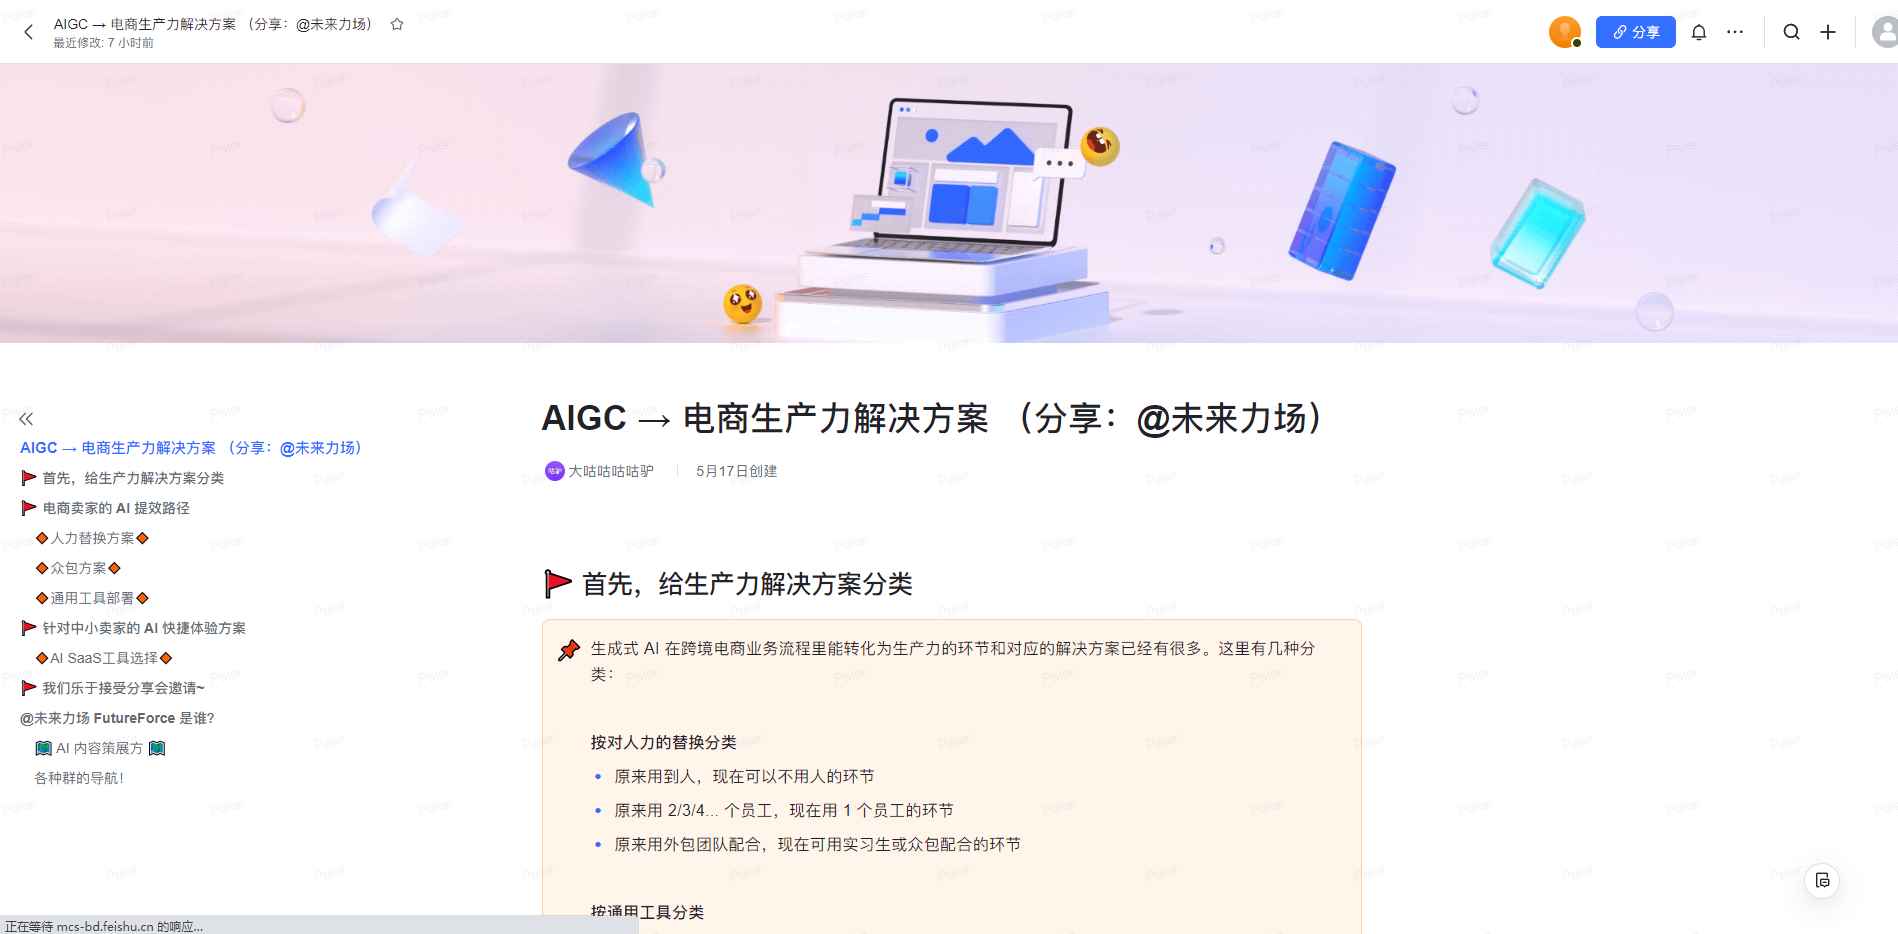 AIGC → 电商生产力解决方案 （分享：@未来力场）
最近修改: 7 小时前
分享
AIGC → 电商生产力解决方案 （分享：@未来力场）
首先，给生产力解决方案分类
电商卖家的 AI 提效路径
人力替换方案
众包方案
通用工具部署
针对中小卖家的 AI 快捷体验方案
AI SaaS工具选择
我们乐于接受分享会邀请~
@未来力场 FutureForce 是谁?
AI 内容策展方
各种群的导航！
AIGC → 电商生产力解决方案 （分享：@未来力场）
大咕咕咕咕驴
5月17日创建
首先，给生产力解决方案分类
生成式 AI 在跨境电商业务流程里能转化为生产力的环节和对应的解决方案已经有很多。这里有几种分
类：
按对人力的替换分类
原来用到人，现在可以不用人的环节
原来用 2/3/4... 个员工，现在用 1 个员工的环节
原来用外包团队配合，现在可用实习生或众包配合的环节
按通用工具分类
正在等待 mcs-bd.feishu.cn 的响应...